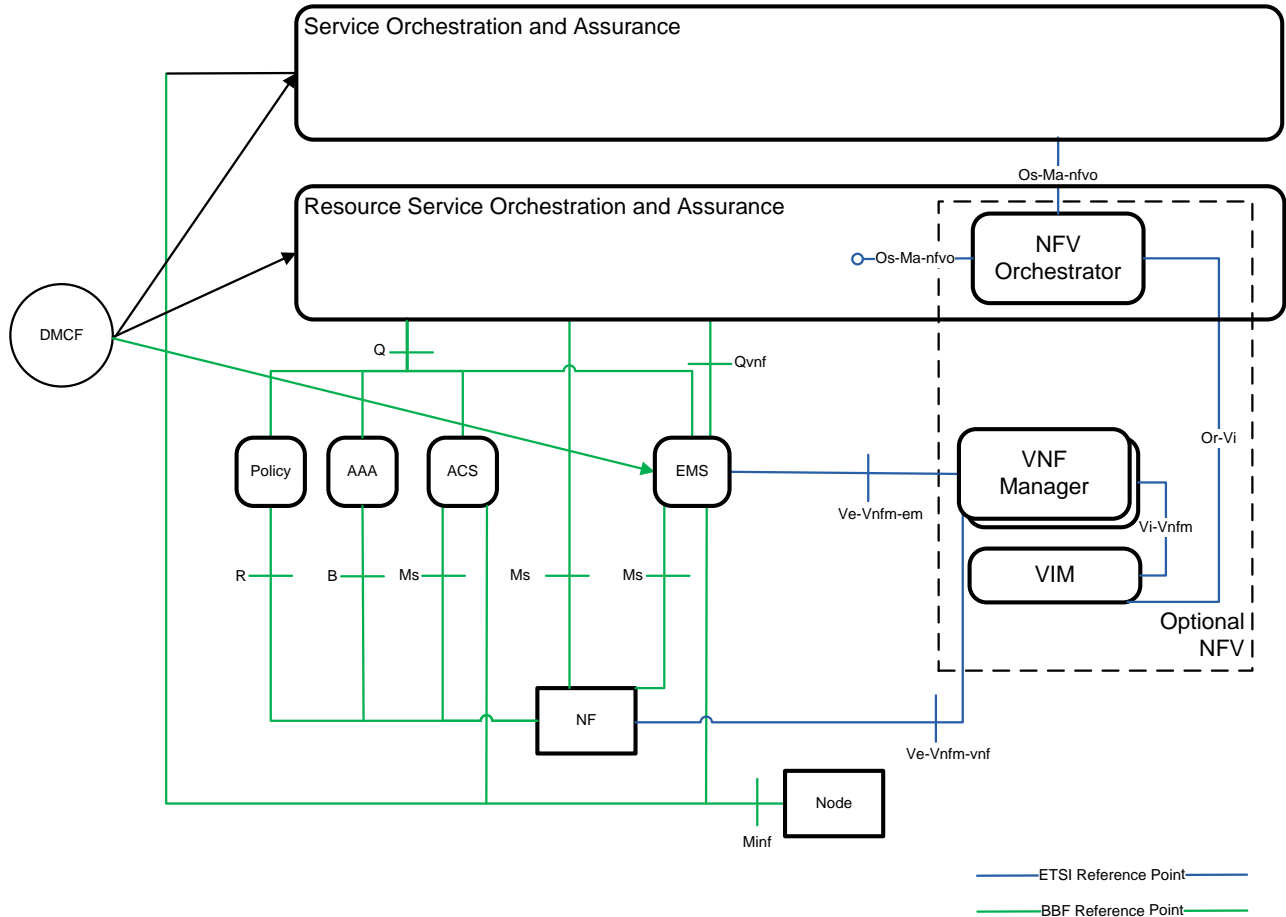 Service Orchestration and Assurance
Os-Ma-nfvo
Resource Service Orchestration and Assurance
NFV
Orchestrator
Os-Ma-nfvo
DMCF
Q
Qvnf
Policy
AAA
ACS
EMS
VNF
Manager
Or-Vi
Ve-Vnfm-em
Vi-Vnfm
R
B
Ms
Ms
Ms
VIM
Optional
NFV
NF
Ve-Vnfm-vnf
Node
Minf
ETSI Reference Point
BBF Reference Point